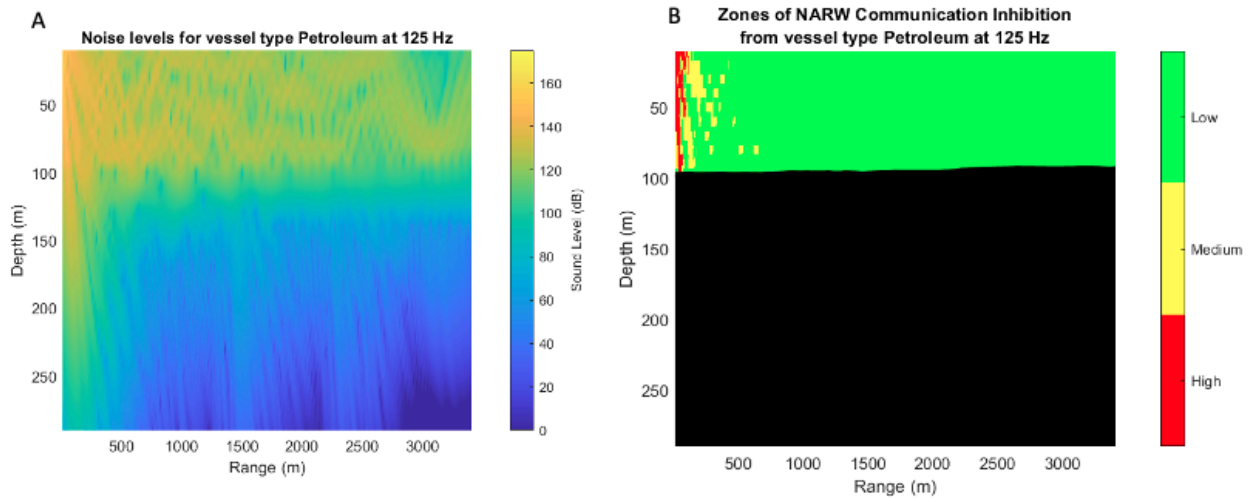 A
Noise levels for vessel type Petroleum at 125 Hz
50
100
150
200
250
Depth (m)
500
1000
1500
2000
2500
3000
Range (m)
160
140
120
100
80
60
40
20
0
Sound Level (dB)
B
Zones of NARW Communication Inhibition
from vessel type Petroleum at 125 Hz
50
100
150
200
250
Depth (m)
500
1000
1500
2000
2500
3000
Range (m)
Low
Medium
High